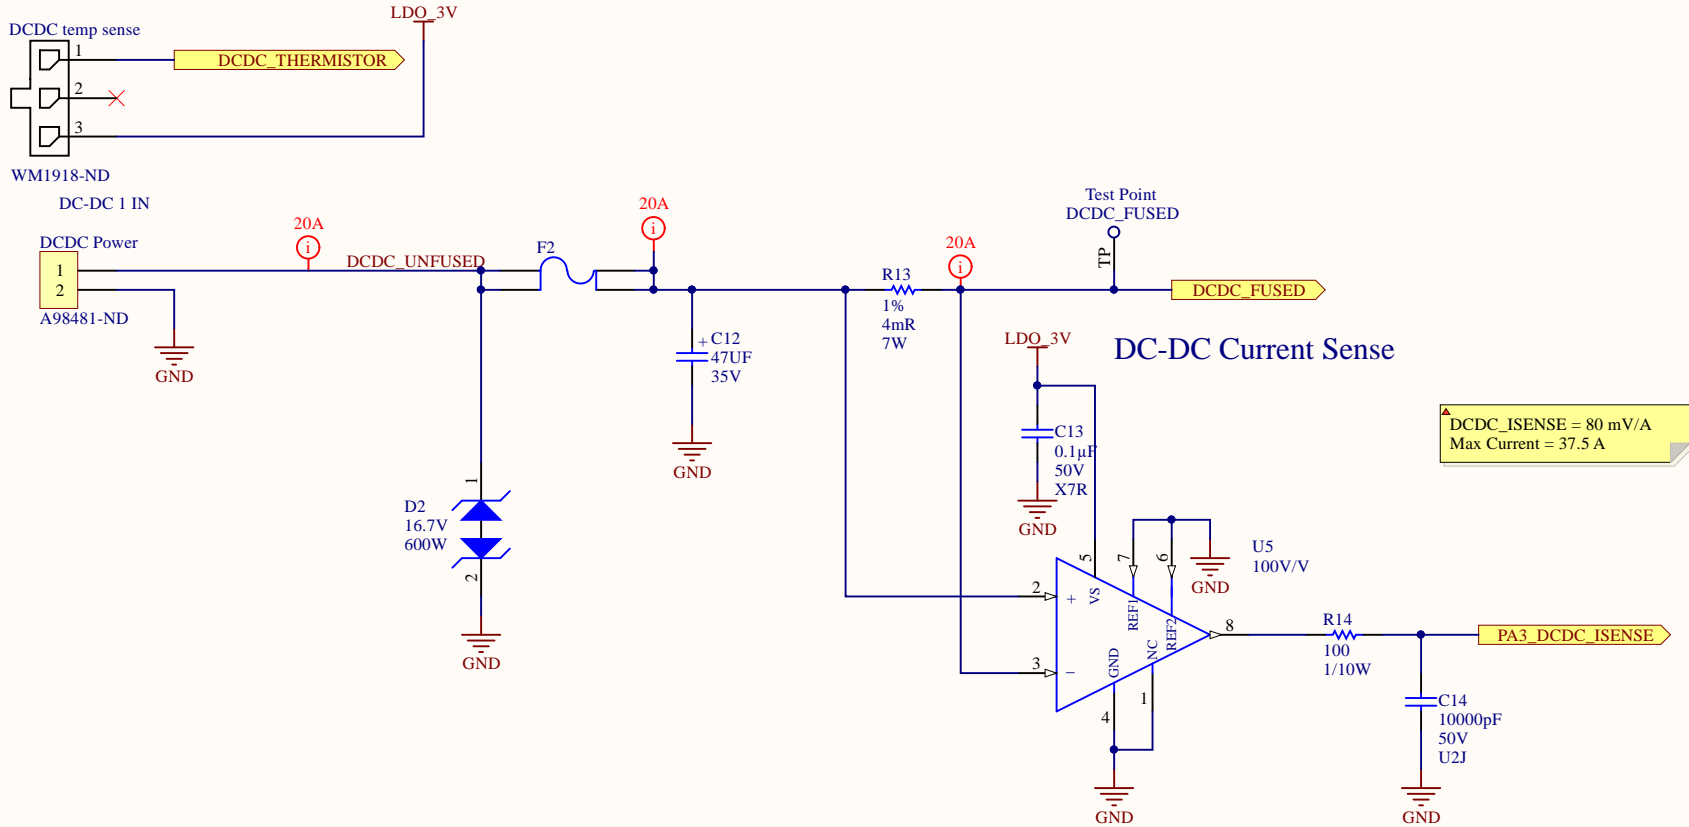 LDO_3V
DCDC temp sense
1
DCDC_THERMISTOR
2
3
WM1918-ND
DC-DC 1 IN
DCDC Power
1
2
A98481-ND
GND
20A
i
DCDC_UNFUSED
F2
20A
i
C12
+
47UF
35V
GND
R13
1%
4mR
7W
20A
i
Test Point
DCDC_FUSED
TP
DCDC_FUSED
LDO_3V
DC-DC Current Sense
C13
0.1µF
50V
X7R
GND
DCDC_ISENSE = 80 mV/A
Max Current = 37.5 A
1
D2
16.7V
600W
2
GND
5
7
6
GND
U5
100V/V
2
+
VS
REF1
REF2
3
−
GND
NC
4
1
8
GND
R14
100
1/10W
PA3_DCDC_ISENSE
C14
10000pF
50V
U2J
GND